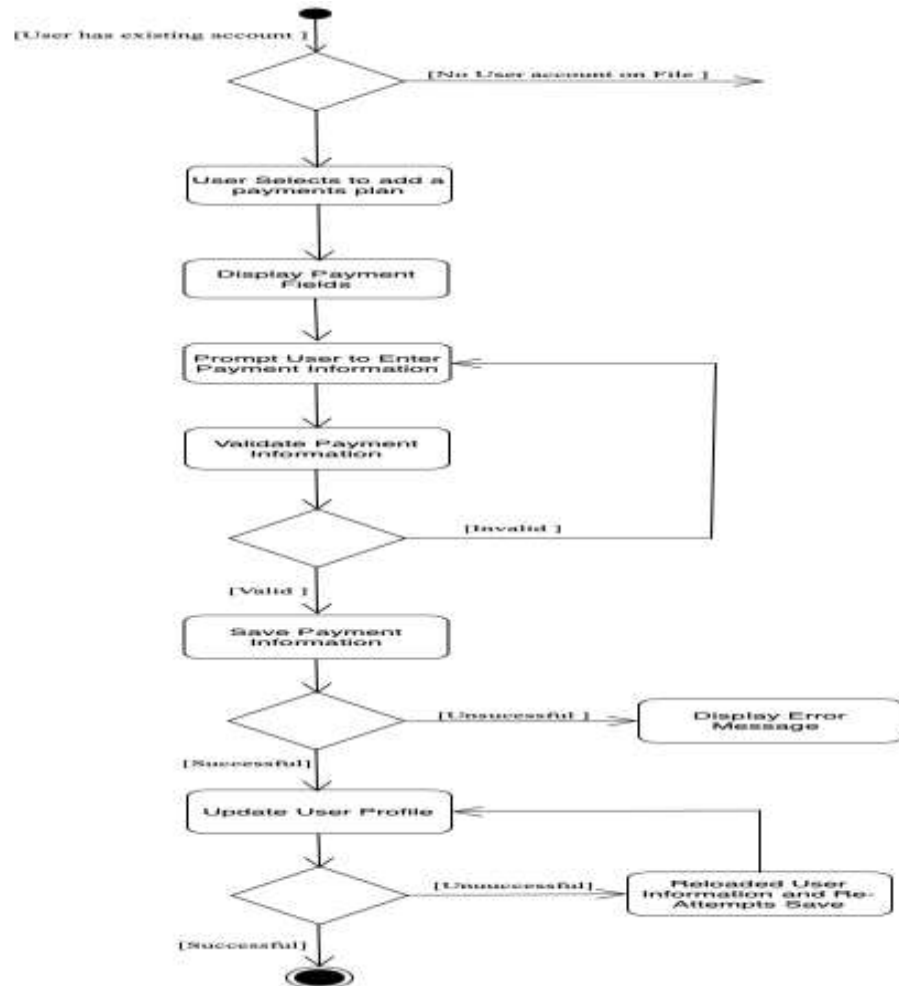 [User has existing account ]
[No User account on File ]
User Selects to add a
payments plan
Display Payment
Fields
Prompt User to Enter
Payment Information
Validate Payment
Information
[Invalid ]
[Valid ]
Save Payment
Information
[Unsucessful ]
Display Error
Message
[Successful]
Update User Profile
[Unsuccessful]
Reloaded User
Information and Re-
Attempts Save
[Successful]